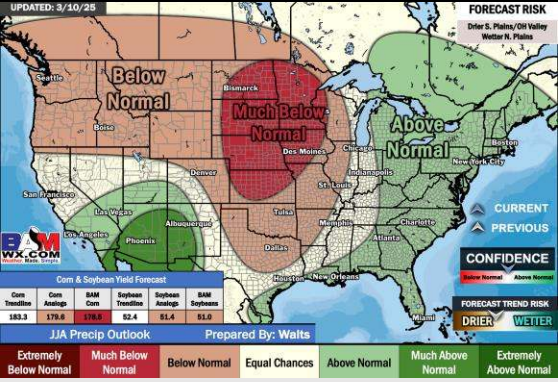 UPDATED: 3/10/25
FORECAST RISK
Drier S. Plains/OH Valley
Wetter N. Plains
Seattle
Below
Normal
Bismarck
Much Below
Normal
Above
Normal
Boise
Boston
Des Moines
Chicago
New York City
Denver
Indianapolis
St. Louis
San Francisco
Las Vegas
CURRENT
PREVIOUS
Albuquerque
Tulsa
Memphis
Charlotte
Los Angeles
Phoenix
Atlanta
Dallas
BAM
WX.COM
Weather. Made. Simple.
CONFIDENCE
Below Normal
Above Normal
Houston
New Orleans
Miami
Corn & Soybean Yield Forecast
Corn Trendline
Corn Analogs
BAM Corn
Soybean Trendline
Soybean Analogs
BAM Soybeans
183.3
179.6
178.5
52.4
51.4
51.0
FORECAST TREND RISK
DRIER
WETTER
JJA Precip Outlook
Prepared By: Walts
Extremely Below Normal
Much Below Normal
Below Normal
Equal Chances
Above Normal
Much Above Normal
Extremely Above Normal